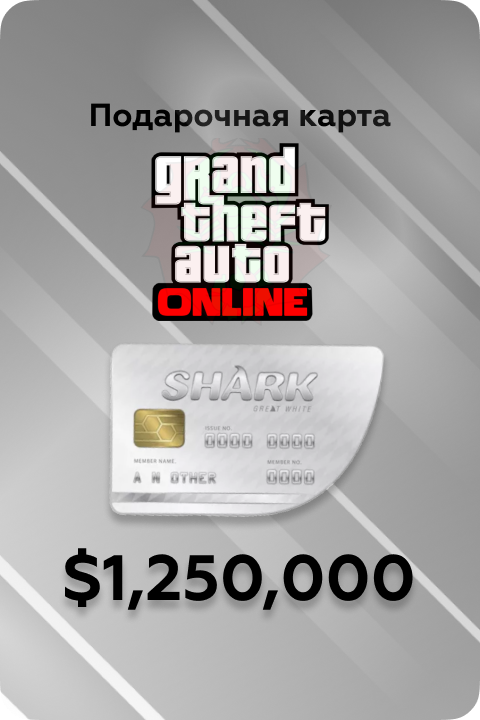 Подарочная карта
grand
theft
auto
ONLINE
SHARK
GREAT WHITE
ISSUE NO.
0000 0000
MEMBER NAME.
MEMBER NO.
A N OTHER
0000
$1,250,000